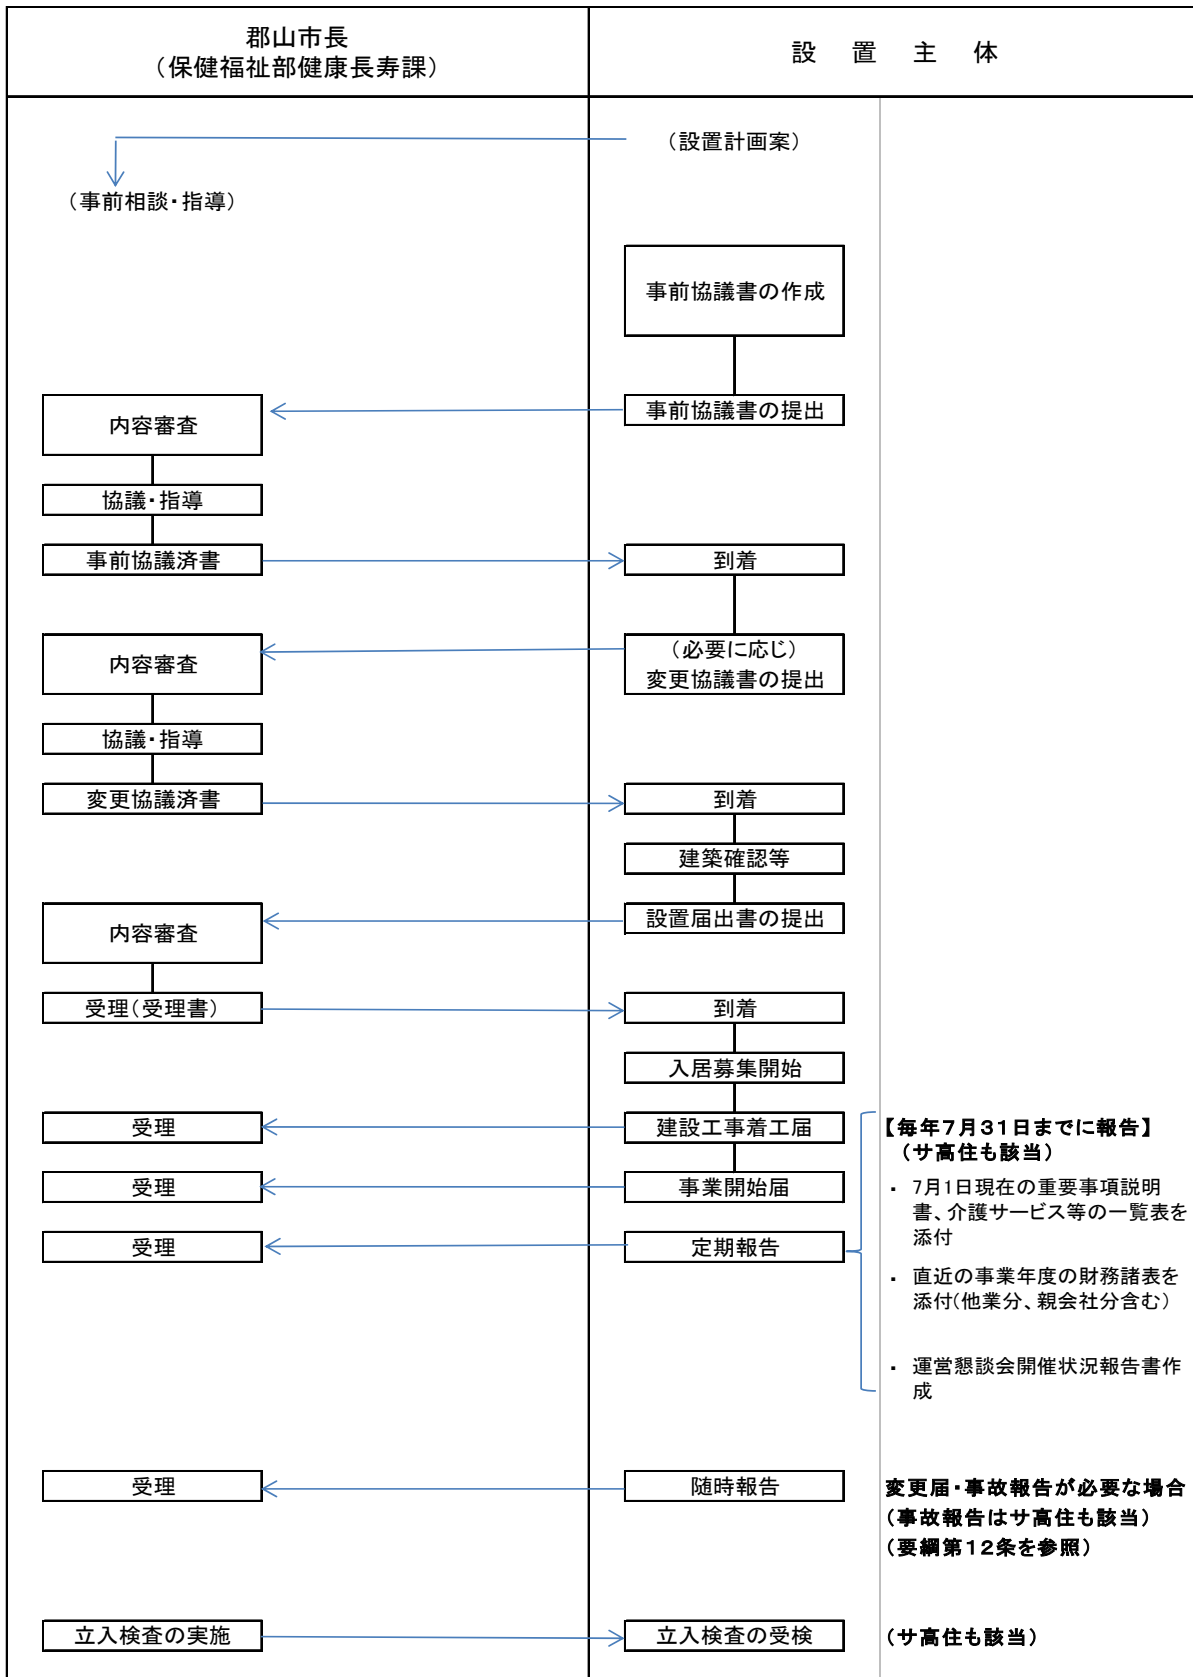 郡山市長
（保健福祉部健康長寿課）
設　置　主　体
（設置計画案）
（事前相談・指導）
事前協議書の作成
事前協議書の提出
内容審査
協議・指導
事前協議済書
到着
（必要に応じ）
変更協議書の提出
内容審査
協議・指導
変更協議済書
到着
建築確認等
設置届出書の提出
内容審査
受理（受理書）
到着
入居募集開始
受理
建設工事着工届
【毎年７月３１日までに報告】
（サ高住も該当）
受理
事業開始届
・ 7月1日現在の重要事項説明
書、介護サービス等の一覧表を
添付
受理
定期報告
・ 直近の事業年度の財務諸表を
添付(他業分、親会社分含む）
・ 運営懇談会開催状況報告書作
成
受理
随時報告
変更届・事故報告が必要な場合
（事故報告はサ高住も該当）
（要綱第１２条を参照）
立入検査の実施
立入検査の受検
（サ高住も該当）